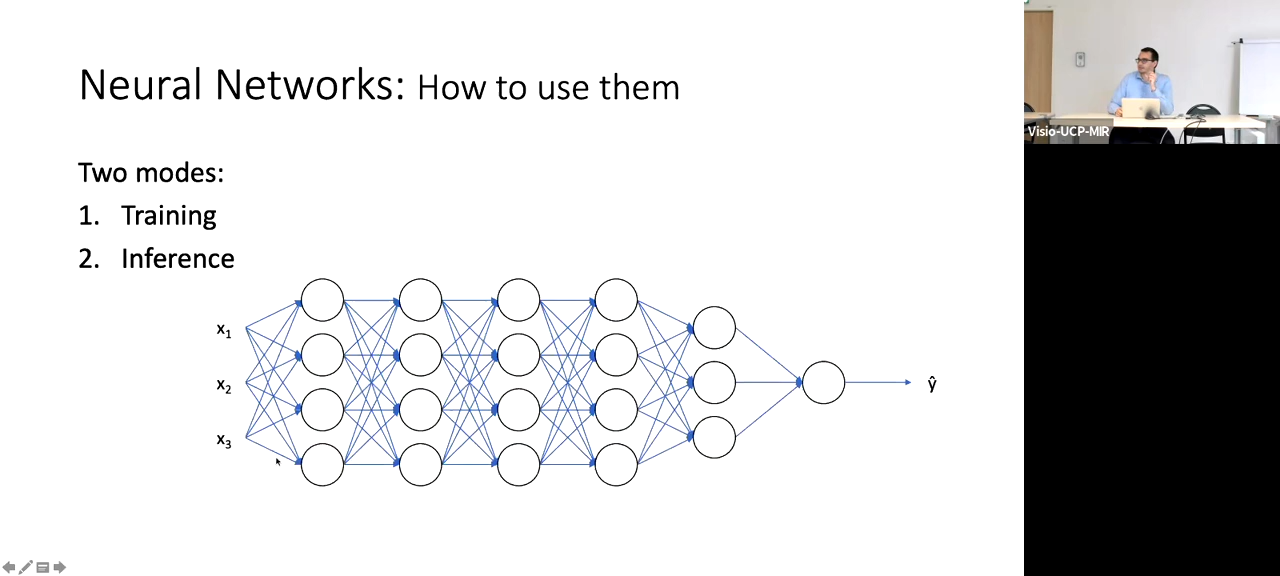 Neural Networks: How to use them
Visio-UCP-MIR
Two modes:
1. Training
2. Inference
x₁
x₂
x₃
ŷ